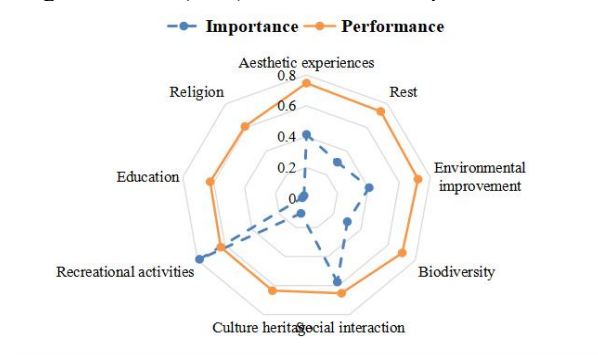 Importance Performance
Aesthetic experiences
0.8
Religion
Rest
0.6
0.4
Education
Environmental
improvement
0.2
0
Recreational activities
Biodiversity
Culture heritage
Social interaction